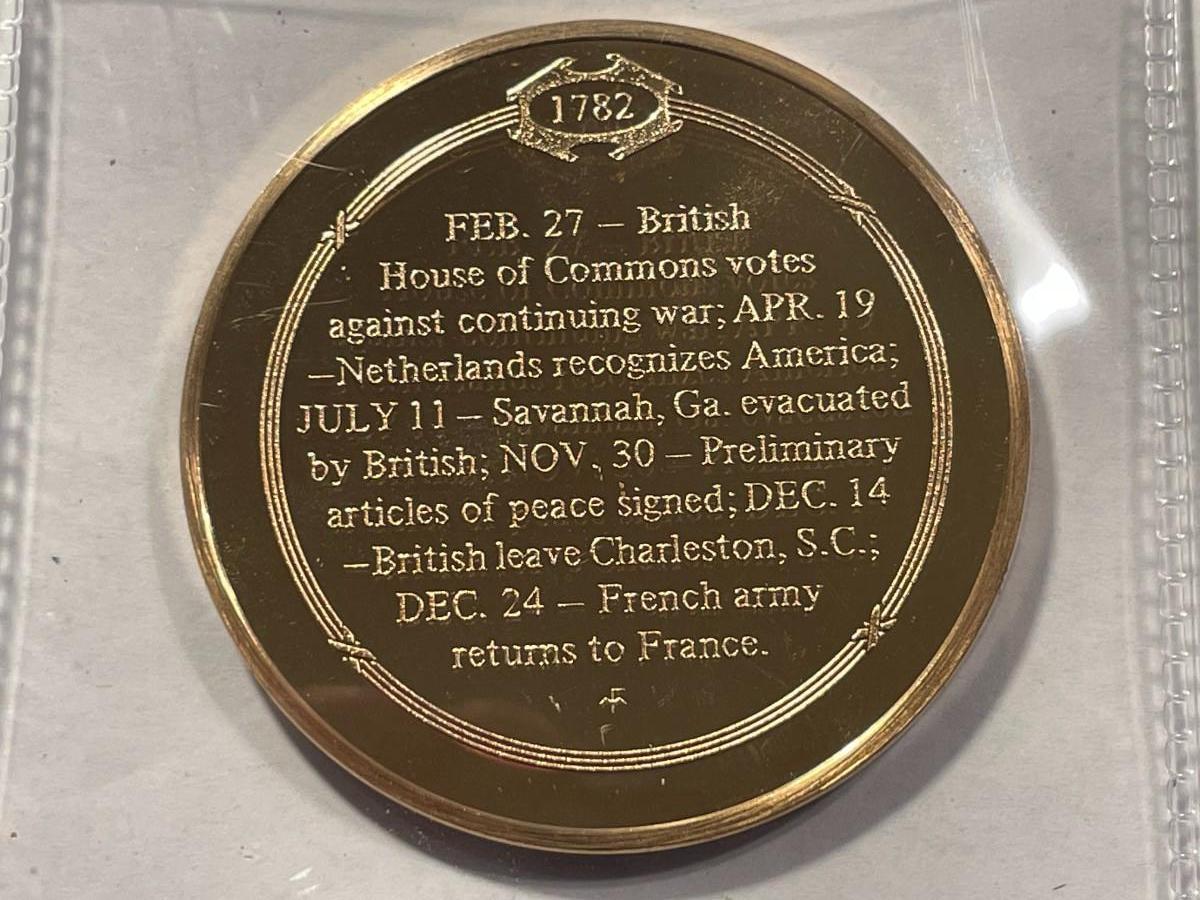 1782
FEB. 27 – British
House of Commons votes
against continuing war; APR. 19
–Netherlands recognizes America;
JULY 11 – Savannah, Ga. evacuated
by British; NOV. 30 – Preliminary
articles of peace signed; DEC. 14
–British leave Charleston, S.C.;
DEC. 24 – French army
returns to France.